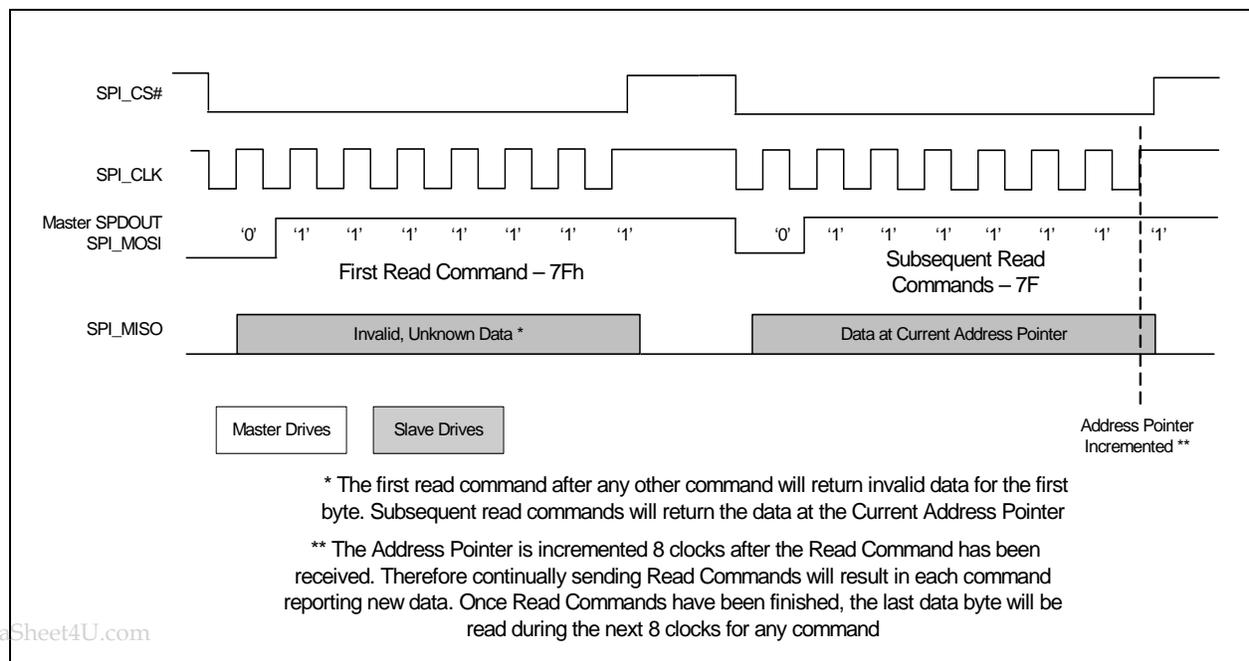 SPI_CS#
SPI_CLK
Master SPDOUT
SPI_MOSI
'0' '1' '1' '1' '1' '1' '1' '1' '0' '1' '1' '1' '1' '1' '1' '1'
First Read Command – 7Fh
Subsequent Read
Commands – 7F
SPI_MISO
Invalid, Unknown Data *
Data at Current Address Pointer
Master Drives
Slave Drives
Address Pointer
Incremented **
* The first read command after any other command will return invalid data for the first
byte. Subsequent read commands will return the data at the Current Address Pointer
** The Address Pointer is incremented 8 clocks after the Read Command has been
received. Therefore continually sending Read Commands will result in each command
reporting new data. Once Read Commands have been finished, the last data byte will be
read during the next 8 clocks for any command
aSheet4U.com